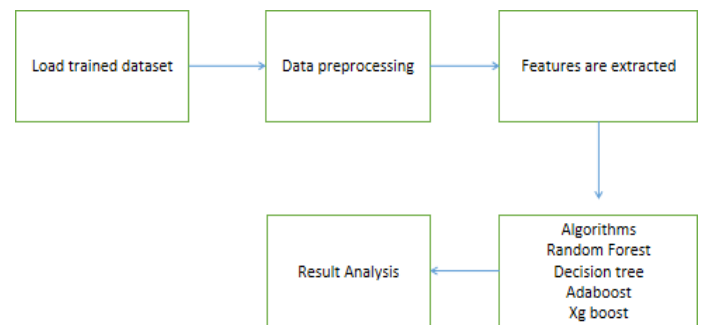 Load trained dataset
Data preprocessing
Features are extracted
Algorithms
Random Forest
Decision tree
Adaboost
Xg boost
Result Analysis